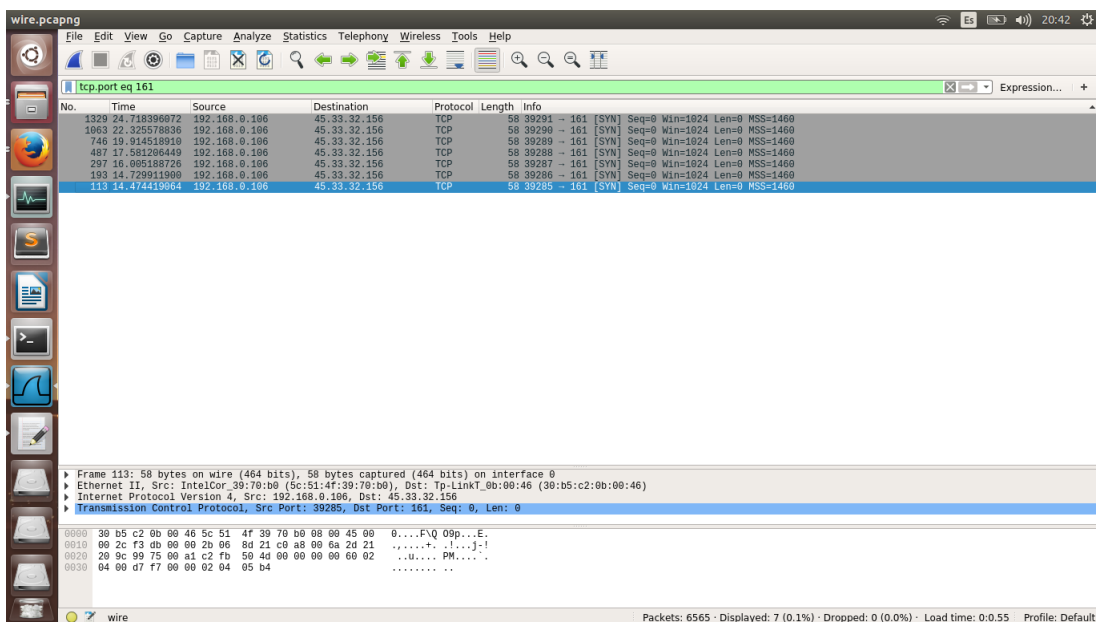 wire.pcapng Es 20:42
File Edit View Go Capture Analyze Statistics Telephony Wireless Tools Help
tcp.port eq 161 Expression... +
No. Time Source Destination Protocol Length Info
1329 24.718396072 192.168.0.106 45.33.32.156 TCP 58 39291 → 161 [SYN] Seq=0 Win=1024 Len=0 MSS=1460
1063 22.325578836 192.168.0.106 45.33.32.156 TCP 58 39290 → 161 [SYN] Seq=0 Win=1024 Len=0 MSS=1460
746 19.914518910 192.168.0.106 45.33.32.156 TCP 58 39289 → 161 [SYN] Seq=0 Win=1024 Len=0 MSS=1460
487 17.581206449 192.168.0.106 45.33.32.156 TCP 58 39288 → 161 [SYN] Seq=0 Win=1024 Len=0 MSS=1460
297 16.005188726 192.168.0.106 45.33.32.156 TCP 58 39287 → 161 [SYN] Seq=0 Win=1024 Len=0 MSS=1460
193 14.729911900 192.168.0.106 45.33.32.156 TCP 58 39286 → 161 [SYN] Seq=0 Win=1024 Len=0 MSS=1460
113 14.474419064 192.168.0.106 45.33.32.156 TCP 58 39285 → 161 [SYN] Seq=0 Win=1024 Len=0 MSS=1460
Frame 113: 58 bytes on wire (464 bits), 58 bytes captured (464 bits) on interface 0
Ethernet II, Src: IntelCor_39:70:b0 (5c:51:4f:39:70:b0), Dst: Tp-LinkT_0b:00:46 (30:b5:c2:0b:00:46)
Internet Protocol Version 4, Src: 192.168.0.106, Dst: 45.33.32.156
Transmission Control Protocol, Src Port: 39285, Dst Port: 161, Seq: 0, Len: 0
0000 30 b5 c2 0b 00 46 5c 51 4f 39 70 b0 08 00 45 00 0....F\Q O9p...E.
0010 00 2c f3 db 00 00 2b 06 8d 21 c0 a8 00 6a 2d 21 .,....+. .!...j-!
0020 20 9c 99 75 00 a1 c2 fb 50 4d 00 00 00 00 60 02 ..u.... PM....`.
0030 04 00 d7 f7 00 00 02 04 05 b4 ........ ..
wire Packets: 6565 · Displayed: 7 (0.1%) · Dropped: 0 (0.0%) · Load time: 0:0.55 Profile: Default